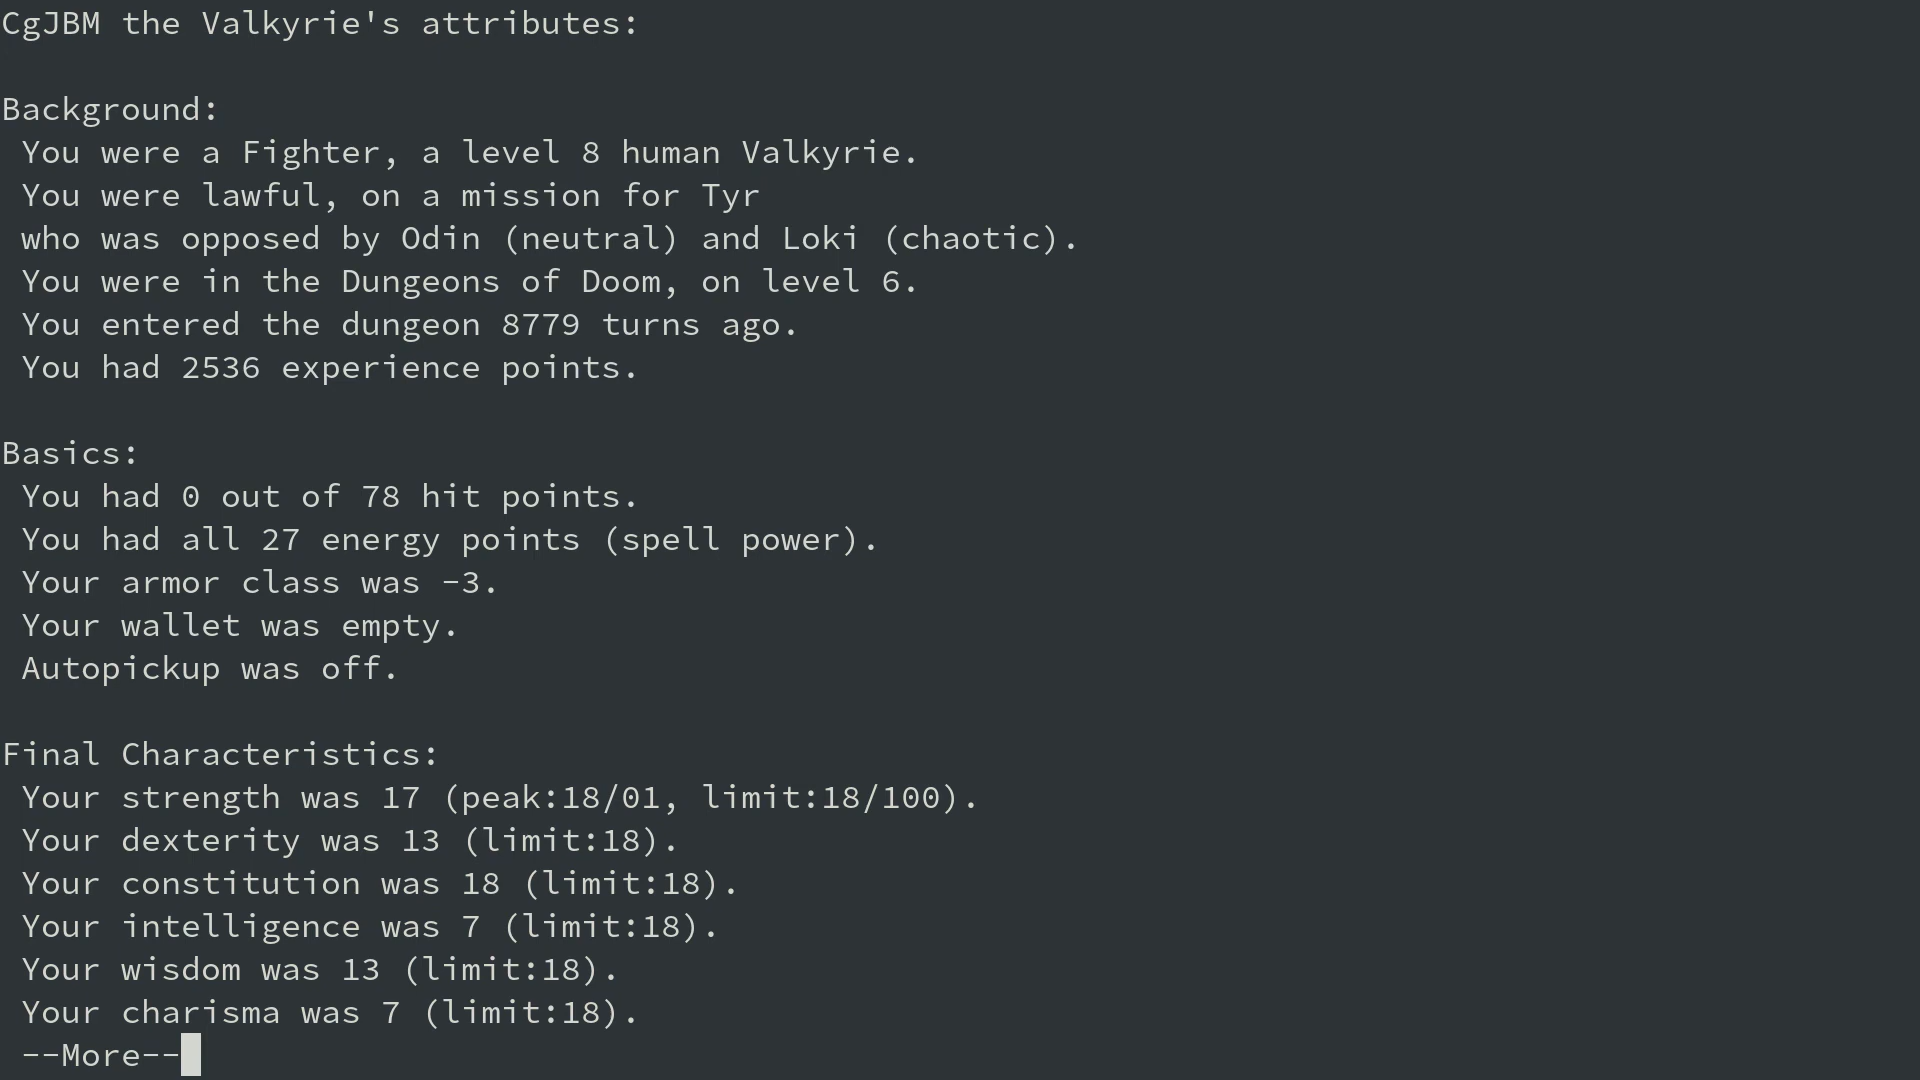 CgJBM the Valkyrie's attributes:
Background:
You were a Fighter, a level 8 human Valkyrie.
You were lawful, on a mission for Tyr
who was opposed by Odin (neutral) and Loki (chaotic).
You were in the Dungeons of Doom, on level 6.
You entered the dungeon 8779 turns ago.
You had 2536 experience points.
Basics:
You had 0 out of 78 hit points.
You had all 27 energy points (spell power).
Your armor class was -3.
Your wallet was empty.
Autopickup was off.
Final Characteristics:
Your strength was 17 (peak:18/01, limit:18/100).
Your dexterity was 13 (limit:18).
Your constitution was 18 (limit:18).
Your intelligence was 7 (limit:18).
Your wisdom was 13 (limit:18).
Your charisma was 7 (limit:18).
--More--